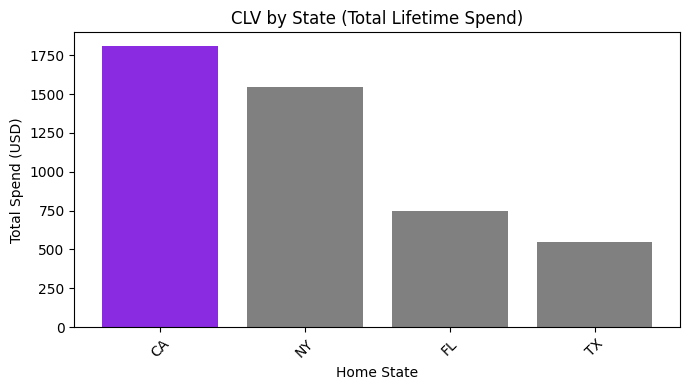 CLV by State (Total Lifetime Spend)
Total Spend (USD)
1750
1500
1250
1000
750
500
250
0
CA
NY
FL
TX
Home State